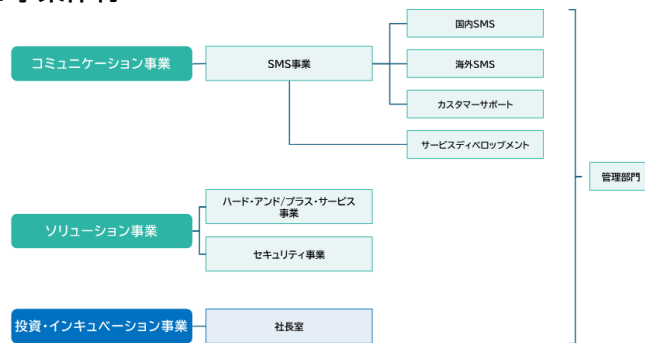 国内SMS
コミュニケーション事業
SMS事業
海外SMS
カスタマーサポート
サービスディベロップメント
管理部門
ハード・アンド/プラス・サービス
事業
ソリューション事業
セキュリティ事業
投資・インキュベーション事業
社長室